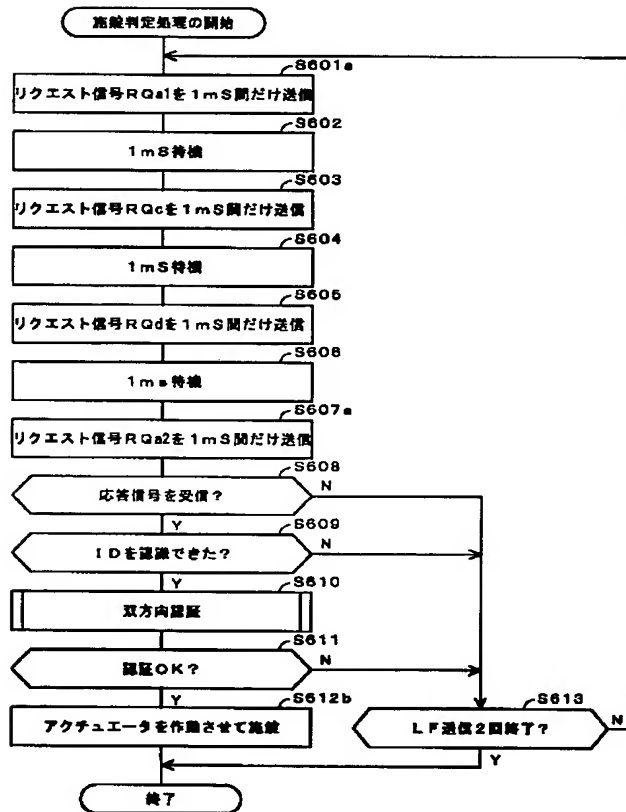 施錠判定処理の開始
S601a
リクエスト信号RQa1を1mS間だけ送信
S602
1mS待機
S603
リクエスト信号RQcを1mS間だけ送信
S604
1mS待機
S605
リクエスト信号RQdを1mS間だけ送信
S606
1ms待機
S607a
リクエスト信号RQa2を1mS間だけ送信
S608
応答信号を受信?
N
Y
S609
IDを認識できた?
N
Y
S610
双方向認証
S611
認証OK?
N
Y
S612b
アクチュエータを作動させて施錠
S613
LF送信2回終了?
N
Y
終了